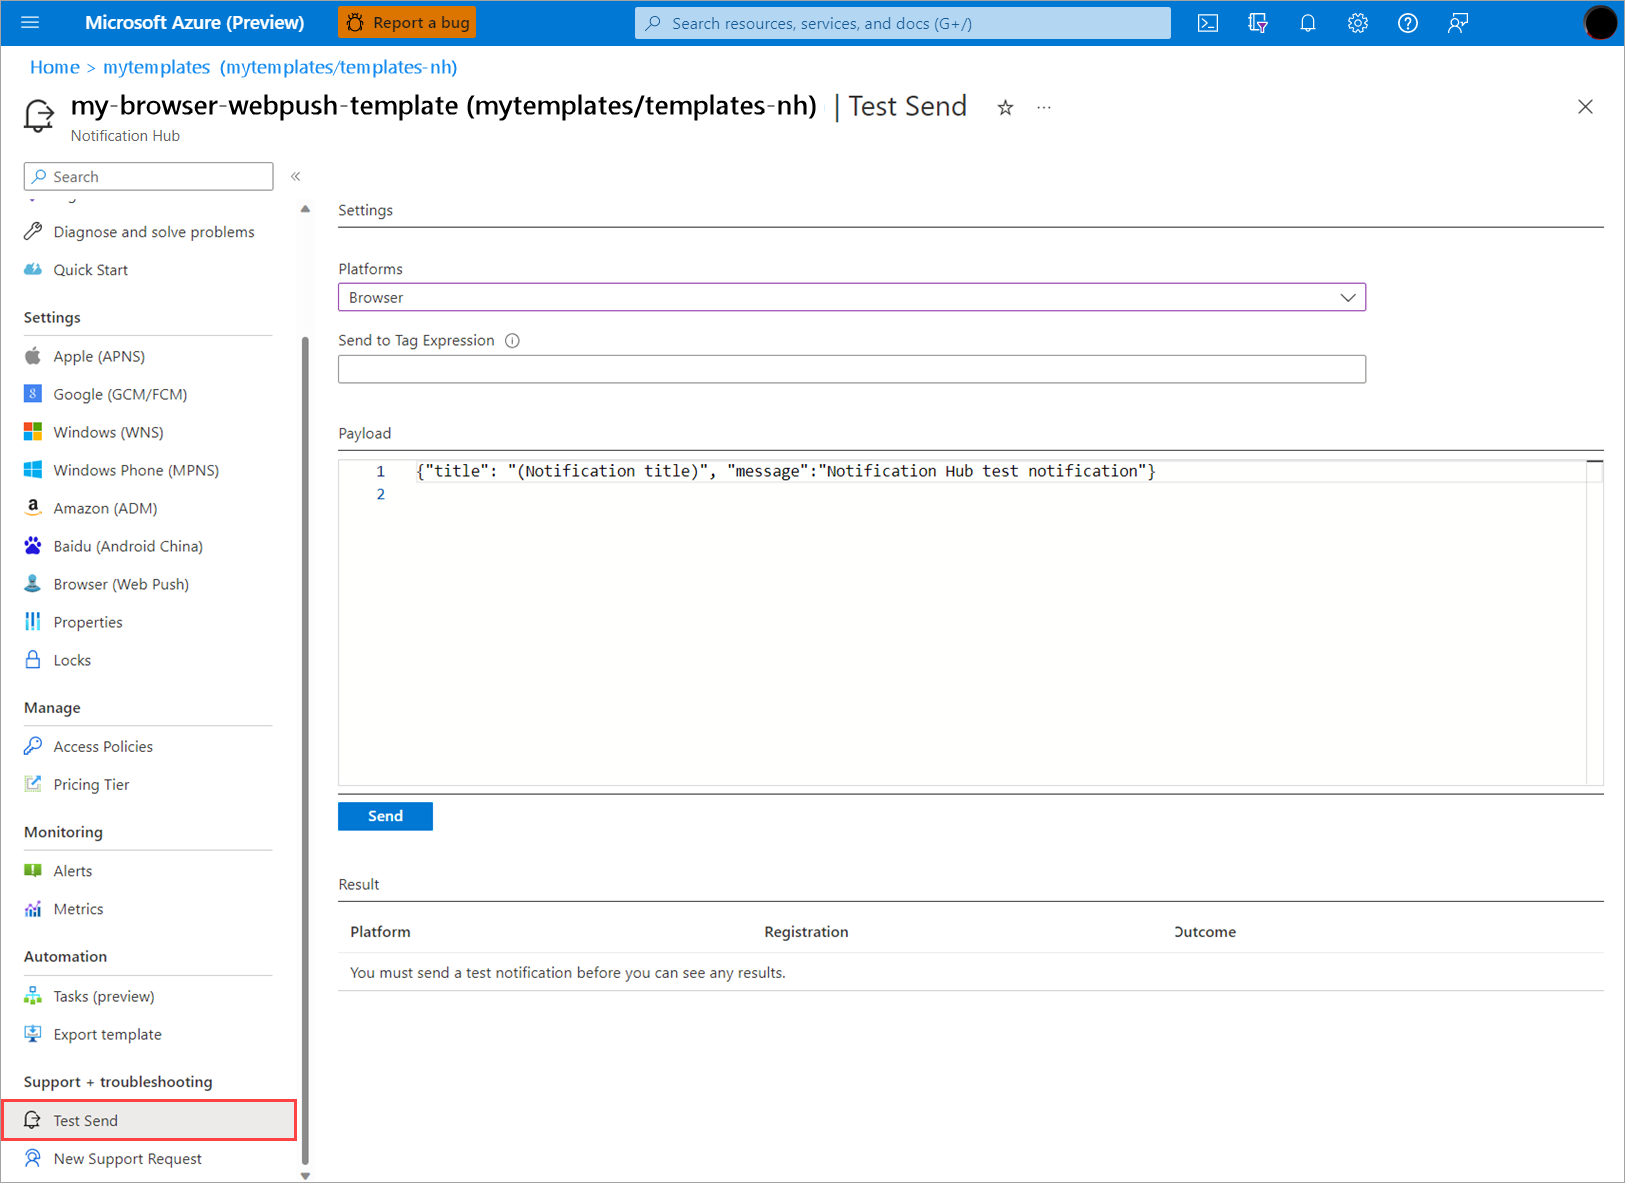 Microsoft Azure (Preview)
Report a bug
Search resources, services, and docs (G+/)
Home > mytemplates (mytemplates/templates-nh)
my-browser-webpush-template (mytemplates/templates-nh) | Test Send
Notification Hub
Search
Diagnose and solve problems
Quick Start
Settings
Apple (APNS)
Google (GCM/FCM)
Windows (WNS)
Windows Phone (MPNS)
Amazon (ADM)
Baidu (Android China)
Browser (Web Push)
Properties
Locks
Manage
Access Policies
Pricing Tier
Monitoring
Alerts
Metrics
Automation
Tasks (preview)
Export template
Support + troubleshooting
Test Send
New Support Request
Settings
Platforms
Browser
Send to Tag Expression
Payload
1 {"title": "(Notification title)", "message":"Notification Hub test notification"}
2
Send
Result
Platform Registration Outcome
You must send a test notification before you can see any results.